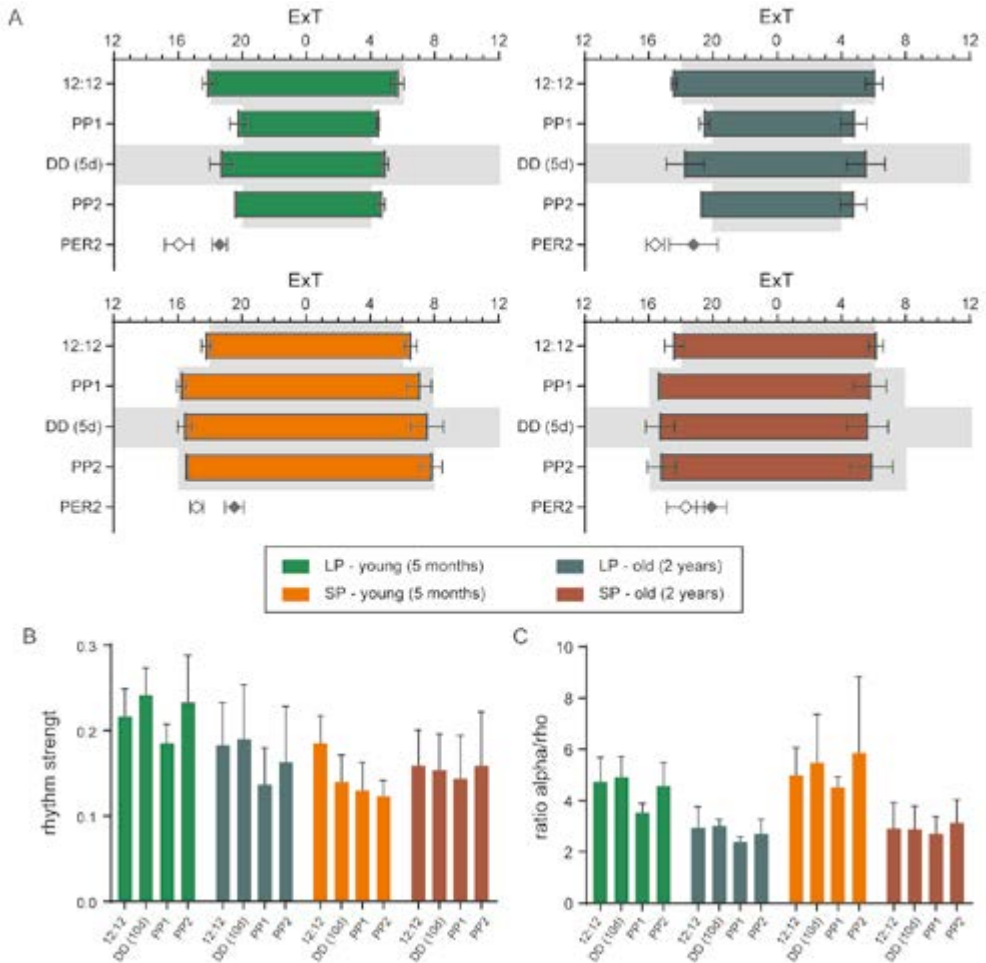 A
ExT
12 16 20 0 4 8 12
12:12
PP1
DD (5d)
PP2
PER2
ExT
12 16 20 0 4 8 12
12:12
PP1
DD (5d)
PP2
PER2
ExT
12 16 20 0 4 8 12
12:12
PP1
DD (5d)
PP2
PER2
ExT
12 16 20 0 4 8 12
12:12
PP1
DD (5d)
PP2
PER2
LP - young (5 months)
LP - old (2 years)
SP - young (5 months)
SP - old (2 years)
B
rhythm strengt
0.3
0.2
0.1
0.0
12:12 DD (10d) PP1 PP2 12:12 DD (10d) PP1 PP2 12:12 DD (10d) PP1 PP2 12:12 DD (10d) PP1 PP2
C
ratio alpha/rho
10
8
6
4
2
0
12:12 DD (10d) PP1 PP2 12:12 DD (10d) PP1 PP2 12:12 DD (10d) PP1 PP2 12:12 DD (10d) PP1 PP2